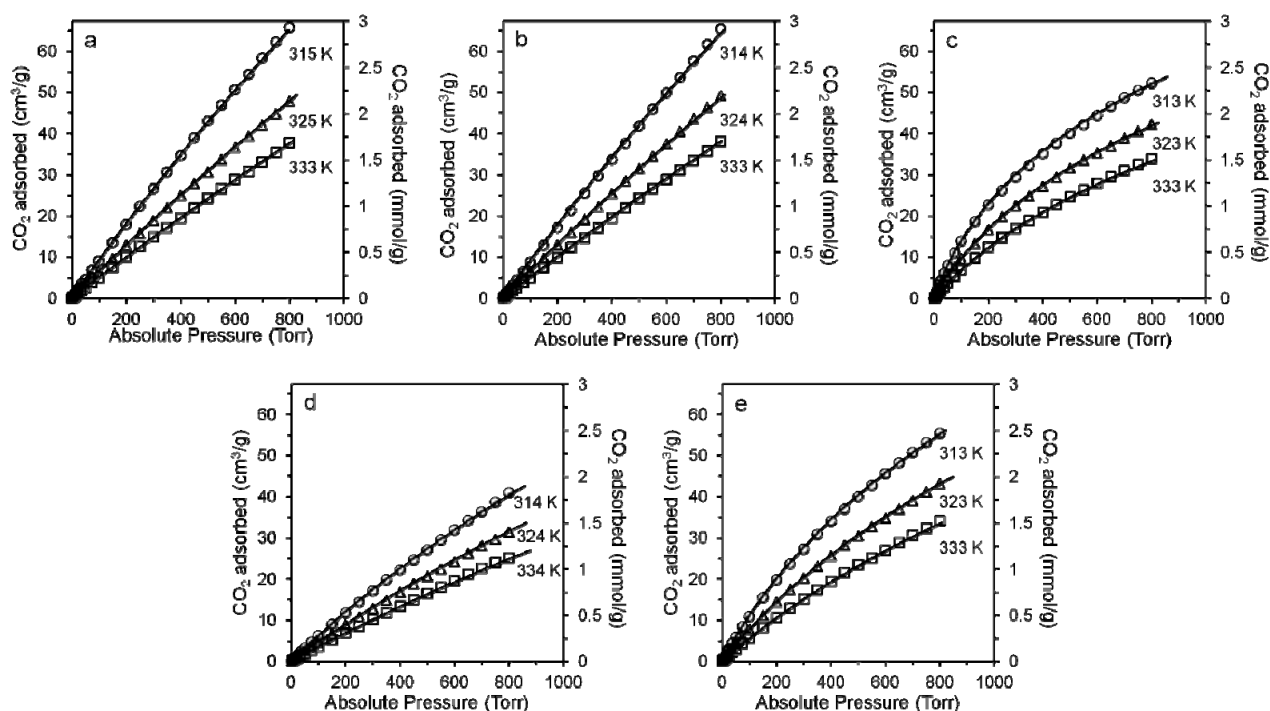 a
CO₂ adsorbed (cm³/g)
60
50
40
30
20
10
0
315 K
325 K
333 K
3
2.5
2
1.5
1
0.5
0
CO₂ adsorbed (mmol/g)
0 200 400 600 800 1000
Absolute Pressure (Torr)
b
CO₂ adsorbed (cm³/g)
60
50
40
30
20
10
0
314 K
324 K
333 K
3
2.5
2
1.5
1
0.5
0
CO₂ adsorbed (mmol/g)
0 200 400 600 800 1000
Absolute Pressure (Torr)
c
CO₂ adsorbed (cm³/g)
60
50
40
30
20
10
0
313 K
323 K
333 K
3
2.5
2
1.5
1
0.5
0
CO₂ adsorbed (mmol/g)
0 200 400 600 800 1000
Absolute Pressure (Torr)
d
CO₂ adsorbed (cm³/g)
60
50
40
30
20
10
0
314 K
324 K
334 K
3
2.5
2
1.5
1
0.5
0
CO₂ adsorbed (mmol/g)
0 200 400 600 800 1000
Absolute Pressure (Torr)
e
CO₂ adsorbed (cm³/g)
60
50
40
30
20
10
0
313 K
323 K
333 K
3
2.5
2
1.5
1
0.5
0
CO₂ adsorbed (mmol/g)
0 200 400 600 800 1000
Absolute Pressure (Torr)